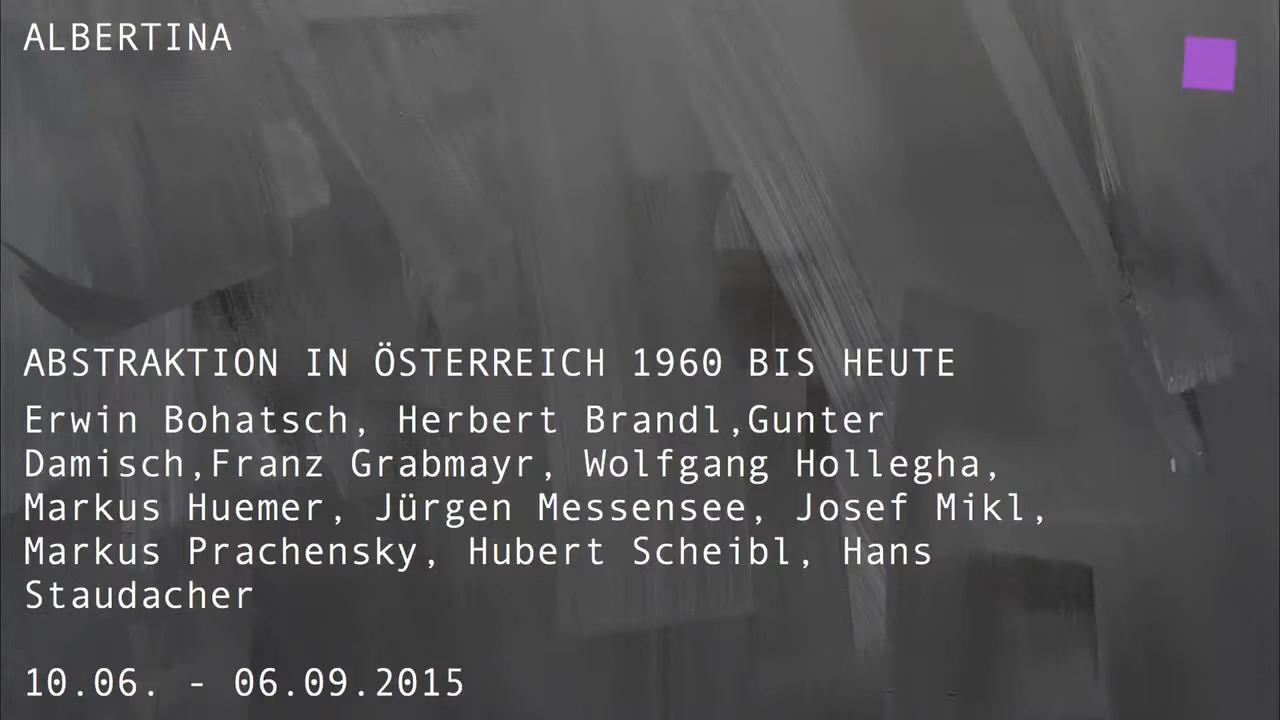 ALBERTINA
ABSTRAKTION IN ÖSTERREICH 1960 BIS HEUTE
Erwin Bohatsch, Herbert Brandl,Gunter
Damisch,Franz Grabmayr, Wolfgang Hollegha,
Markus Huemer, Jürgen Messensee, Josef Mikl,
Markus Prachensky, Hubert Scheibl, Hans
Staudacher
10.06. - 06.09.2015